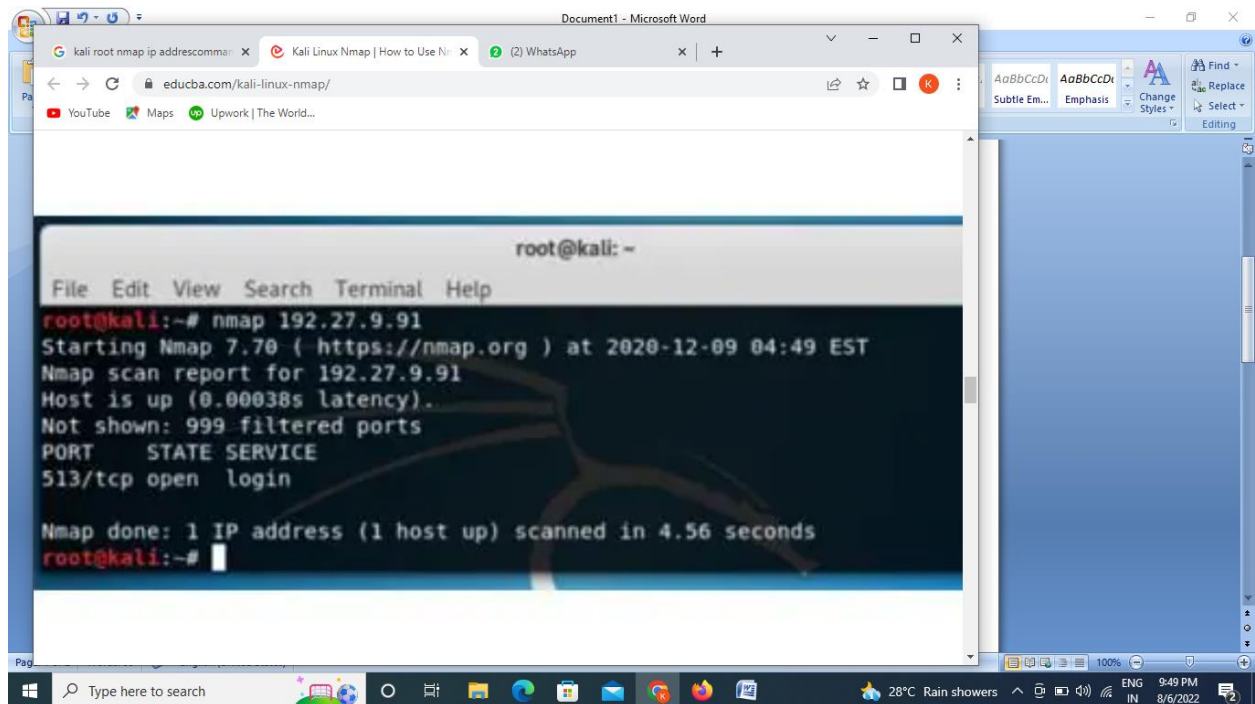 Document1 - Microsoft Word
kali root nmap ip addresscomman
Kali Linux Nmap | How to Use Nm
(2) WhatsApp
educba.com/kali-linux-nmap/
K
YouTube
Maps
Upwork | The World...
AaBbCcDc
AaBbCcDc
Subtle Em...
Emphasis
Change Styles
Find
Replace
Select
Editing
root@kali: ~
File Edit View Search Terminal Help
root@kali:~# nmap 192.27.9.91
Starting Nmap 7.70 ( https://nmap.org ) at 2020-12-09 04:49 EST
Nmap scan report for 192.27.9.91
Host is up (0.00038s latency).
Not shown: 999 filtered ports
PORT STATE SERVICE
513/tcp open login
Nmap done: 1 IP address (1 host up) scanned in 4.56 seconds
root@kali:~#
100%
Type here to search
28°C Rain showers
ENG
IN
9:49 PM
8/6/2022
2